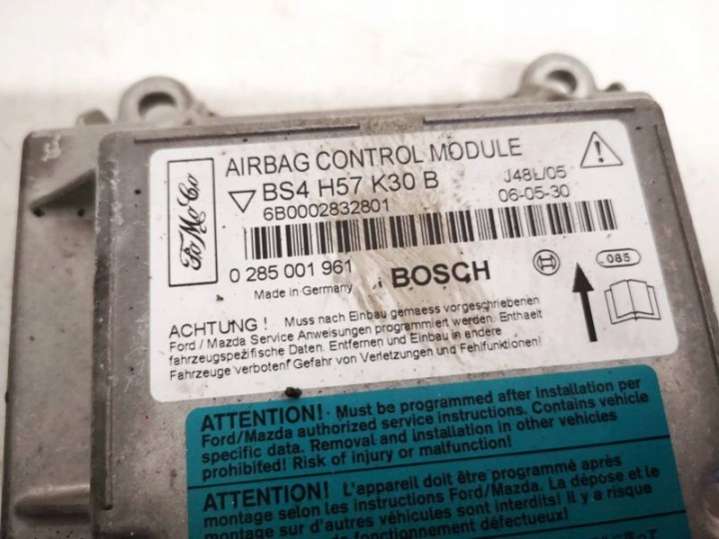 FoMoCo
AIRBAG CONTROL MODULE
BS4 H57 K30 B
J48L/05
6B0002832801
06-05-30
0 285 001 961
BOSCH
085
Made in Germany
ACHTUNG ! Muss nach Einbau gemaess vorgeschriebenen
Ford / Mazda Service Anweisungen programmiert werden. Enthaelt
fahrzeugspezifische Daten. Entfernen und Einbau in andere
Fahrzeuge verboten! Gefahr von Verletzungen und Fehlfunktionen!
ATTENTION! · Must be programmed after installation per
Ford/Mazda authorized service instructions. Contains vehicle
specific data. Removal and installation in other vehicles
prohibited! Risk of injury or malfunction!
ATTENTION ! L'appareil doit être programmé après
montage selon les instructions Ford/Mazda. La dépose et le
montage sur d'autres véhicules sont interdits! Il y a risque
de fonctionnement défectueux!